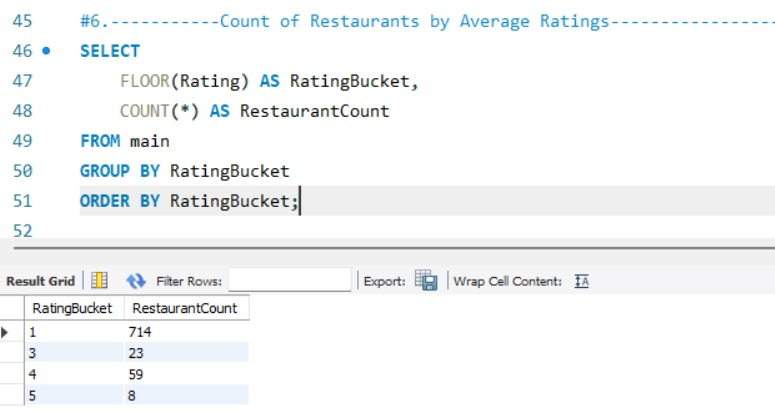 45 #6.-----------Count of Restaurants by Average Ratings-----------------
46 SELECT
47 FLOOR(Rating) AS RatingBucket,
48 COUNT(*) AS RestaurantCount
49 FROM main
50 GROUP BY RatingBucket
51 ORDER BY RatingBucket;
52
Result Grid Filter Rows: Export: Wrap Cell Content: IA
RatingBucket RestaurantCount
1 714
3 23
4 59
5 8